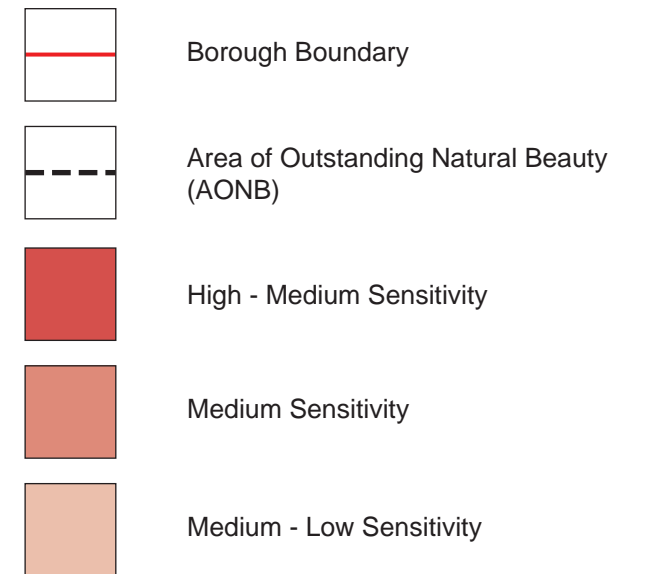 Borough Boundary
Area of Outstanding Natural Beauty
(AONB)
High - Medium Sensitivity
Medium Sensitivity
Medium - Low Sensitivity